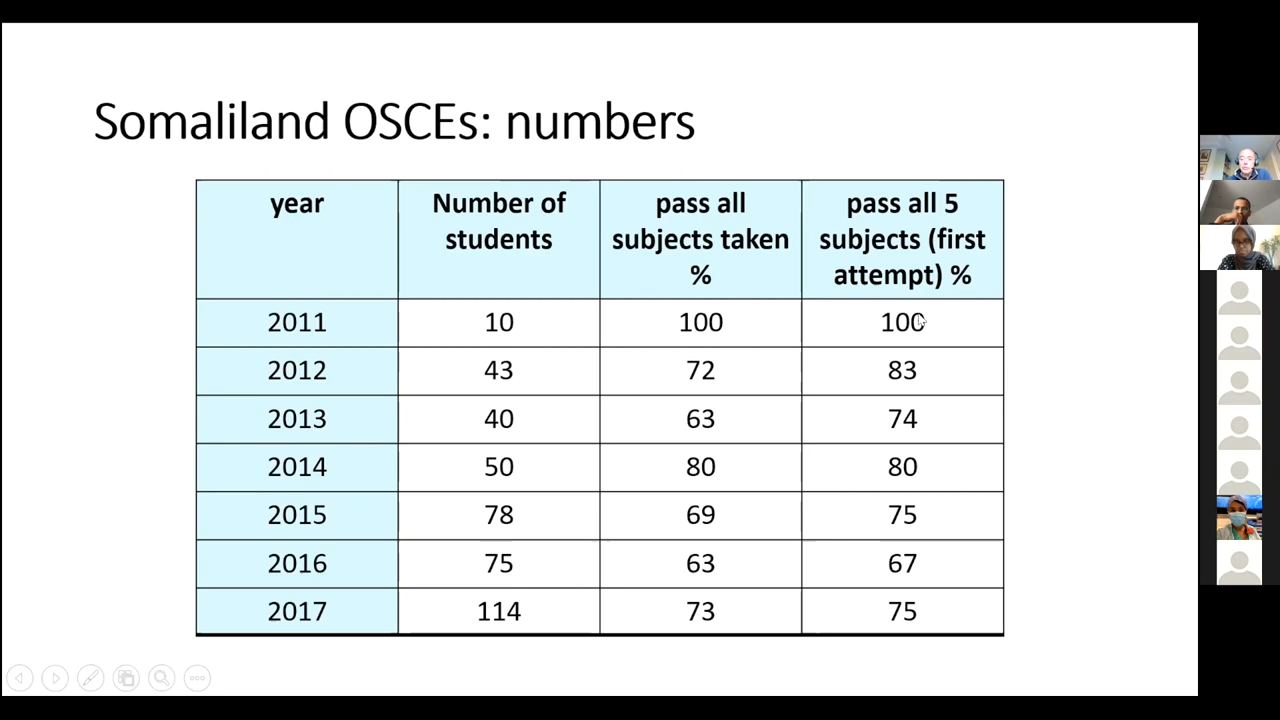 Somaliland OSCEs: numbers
year Number of students pass all subjects taken % pass all 5 subjects (first attempt) %
2011 10 100 100
2012 43 72 83
2013 40 63 74
2014 50 80 80
2015 78 69 75
2016 75 63 67
2017 114 73 75